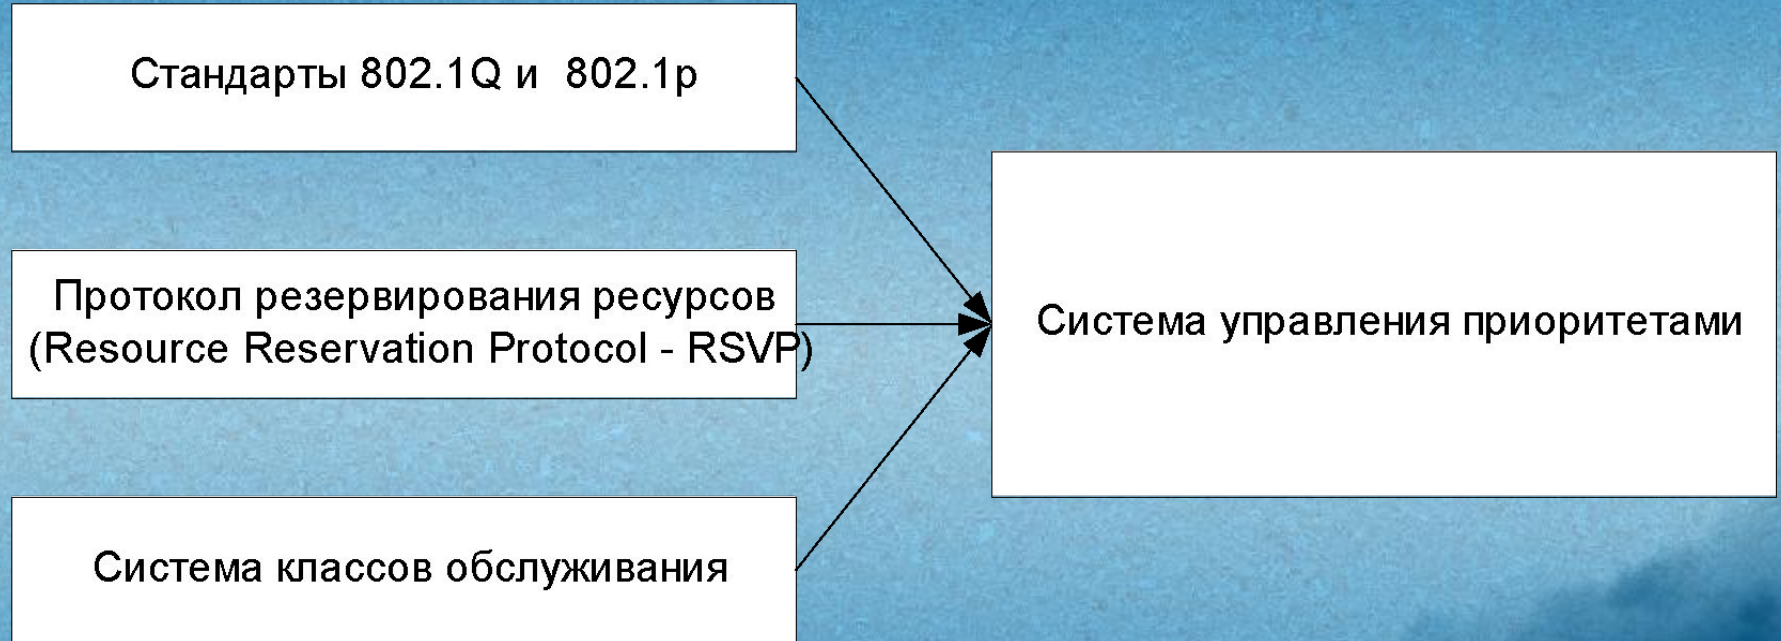 Стандарты 802.1Q и 802.1p
Протокол резервирования ресурсов
(Resource Reservation Protocol - RSVP)
Система управления приоритетами
Система классов обслуживания